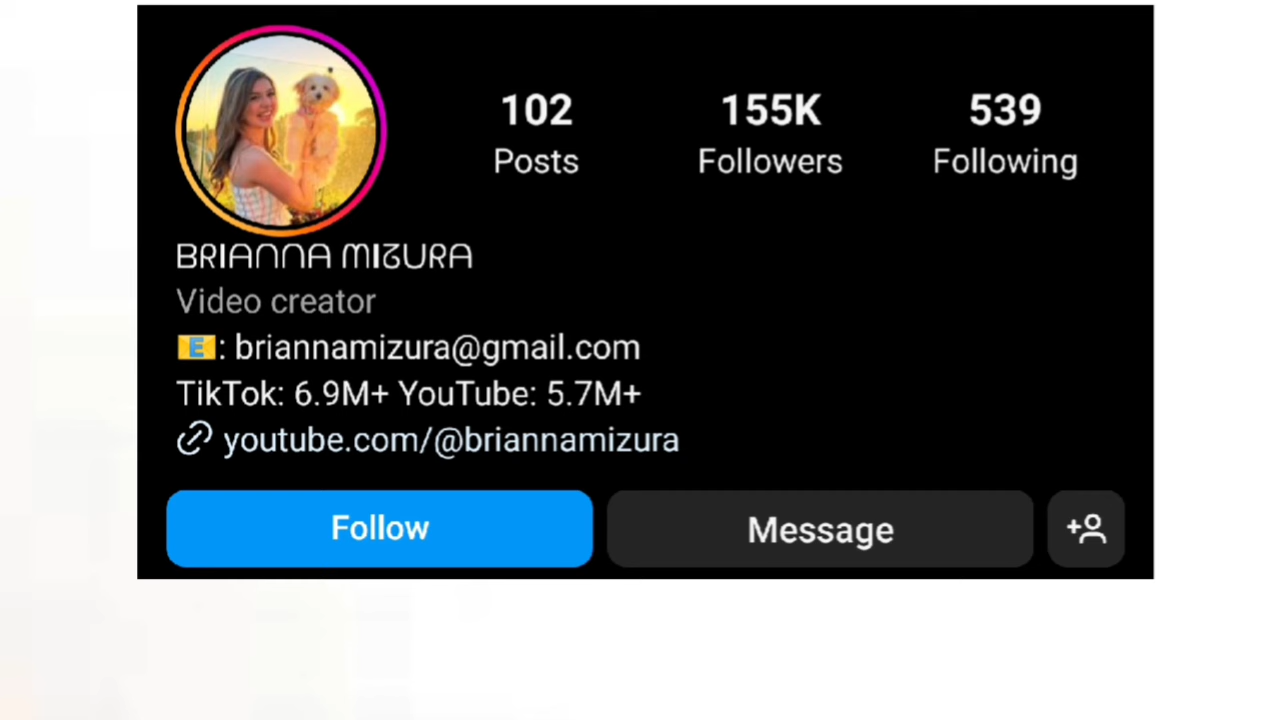 102 155K 539
Posts Followers Following
BRIANNA MIZURA
Video creator
📧: briannamizura@gmail.com
TikTok: 6.9M+ YouTube: 5.7M+
youtube.com/@briannamizura
Follow Message